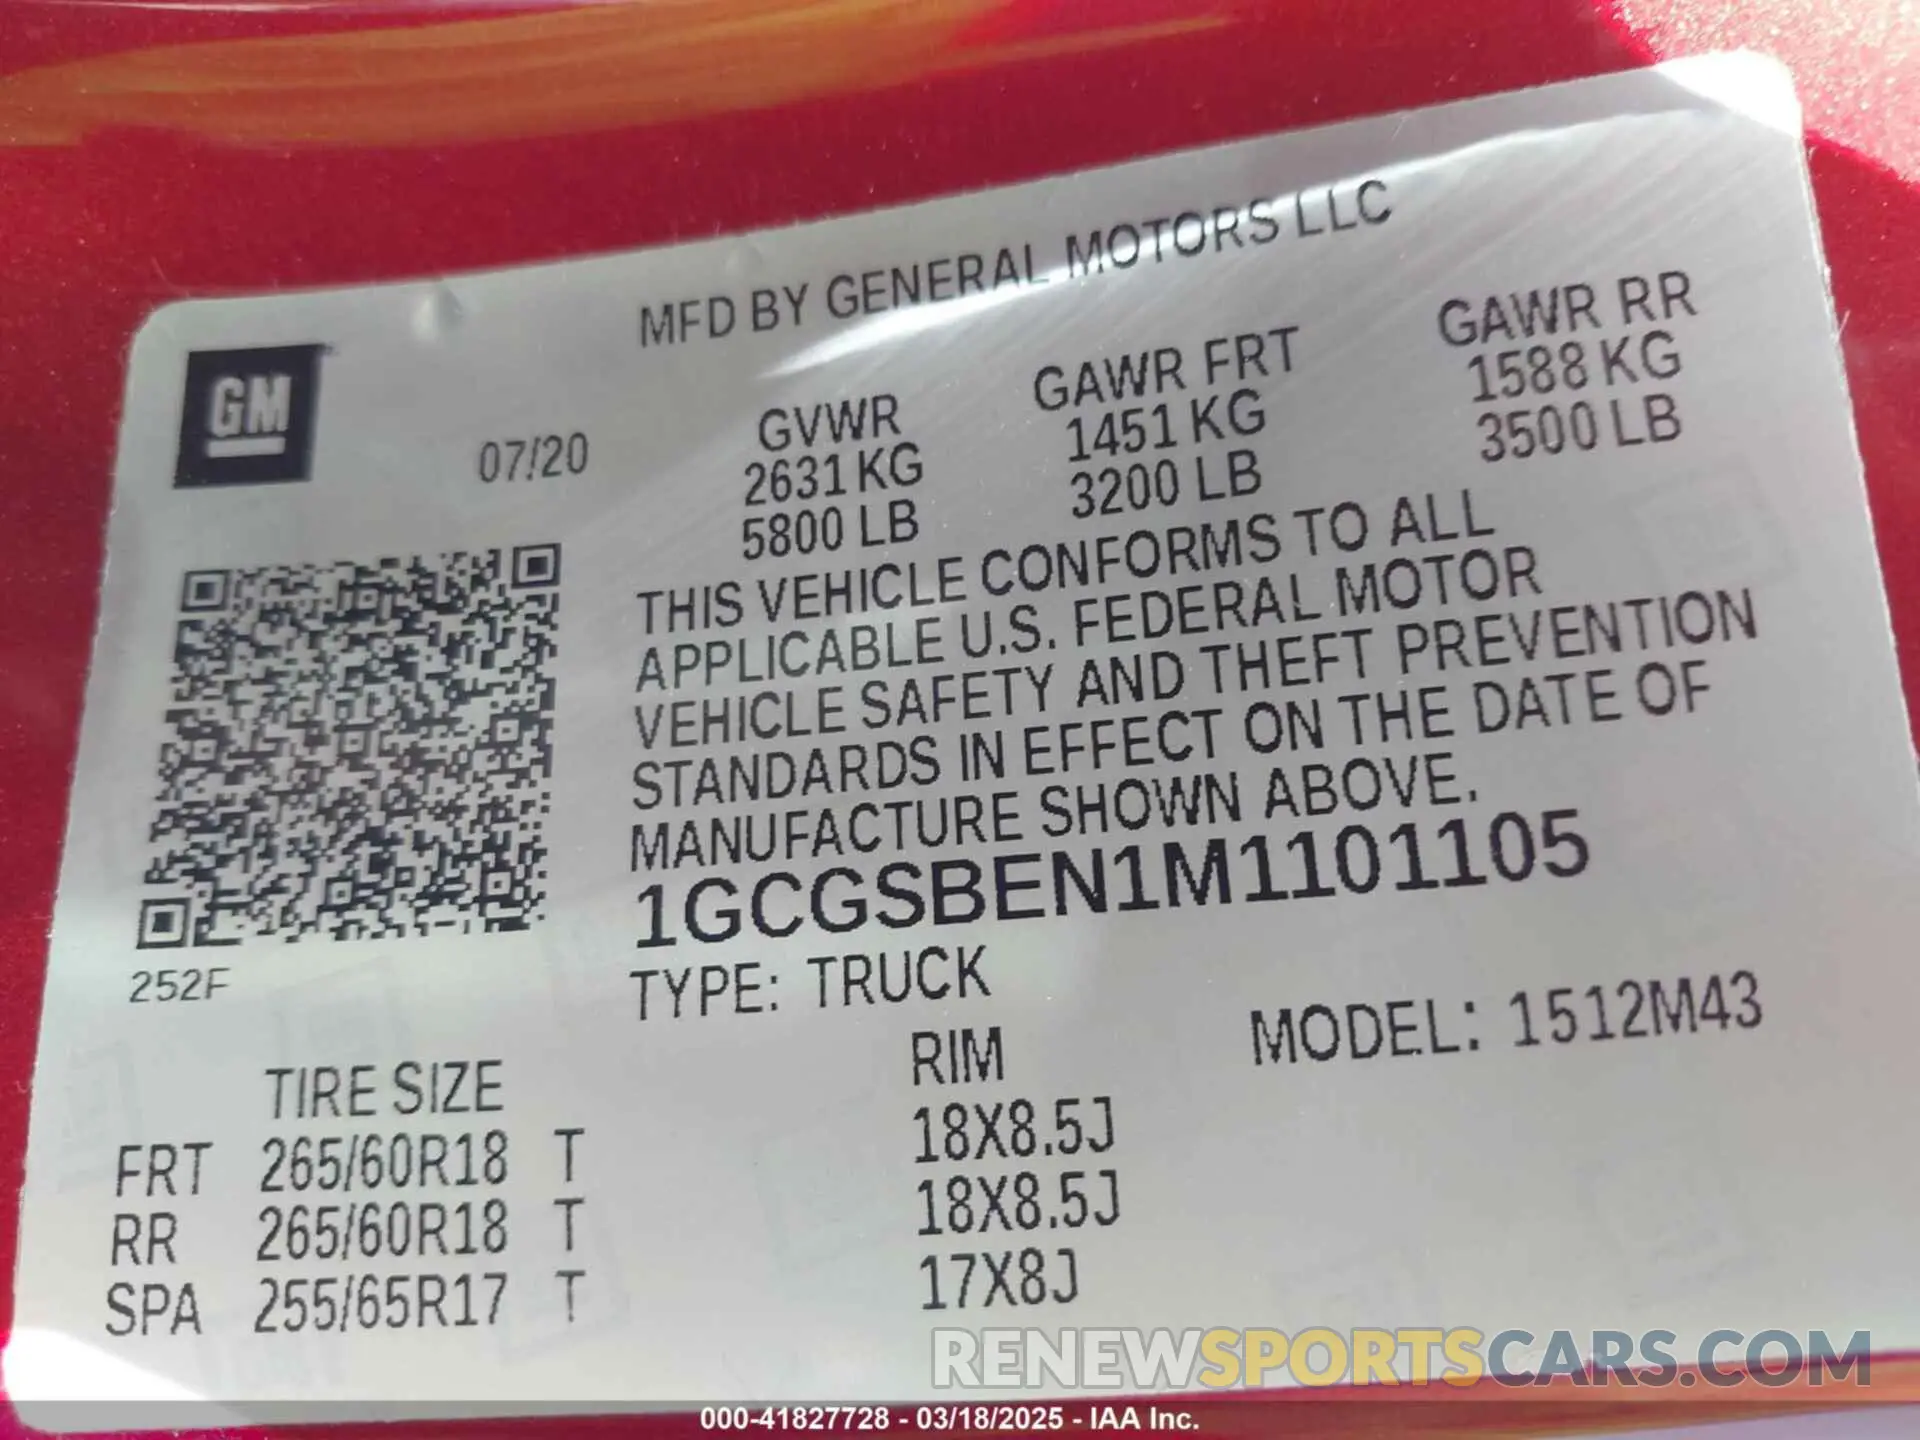 MFD BY GENERAL MOTORS LLC
GM
07/20
GVWR
2631 KG
5800 LB
GAWR FRT
1451 KG
3200 LB
GAWR RR
1588 KG
3500 LB
THIS VEHICLE CONFORMS TO ALL
APPLICABLE U.S. FEDERAL MOTOR
VEHICLE SAFETY AND THEFT PREVENTION
STANDARDS IN EFFECT ON THE DATE OF
MANUFACTURE SHOWN ABOVE.
1GCGSBEN1M1101105
252F
TYPE: TRUCK
MODEL: 1512M43
TIRE SIZE RIM
FRT 265/60R18 T 18X8.5J
RR 265/60R18 T 18X8.5J
SPA 255/65R17 T 17X8J
RENEWSPORTSCARS.COM
000-41827728 - 03/18/2025 - IAA Inc.